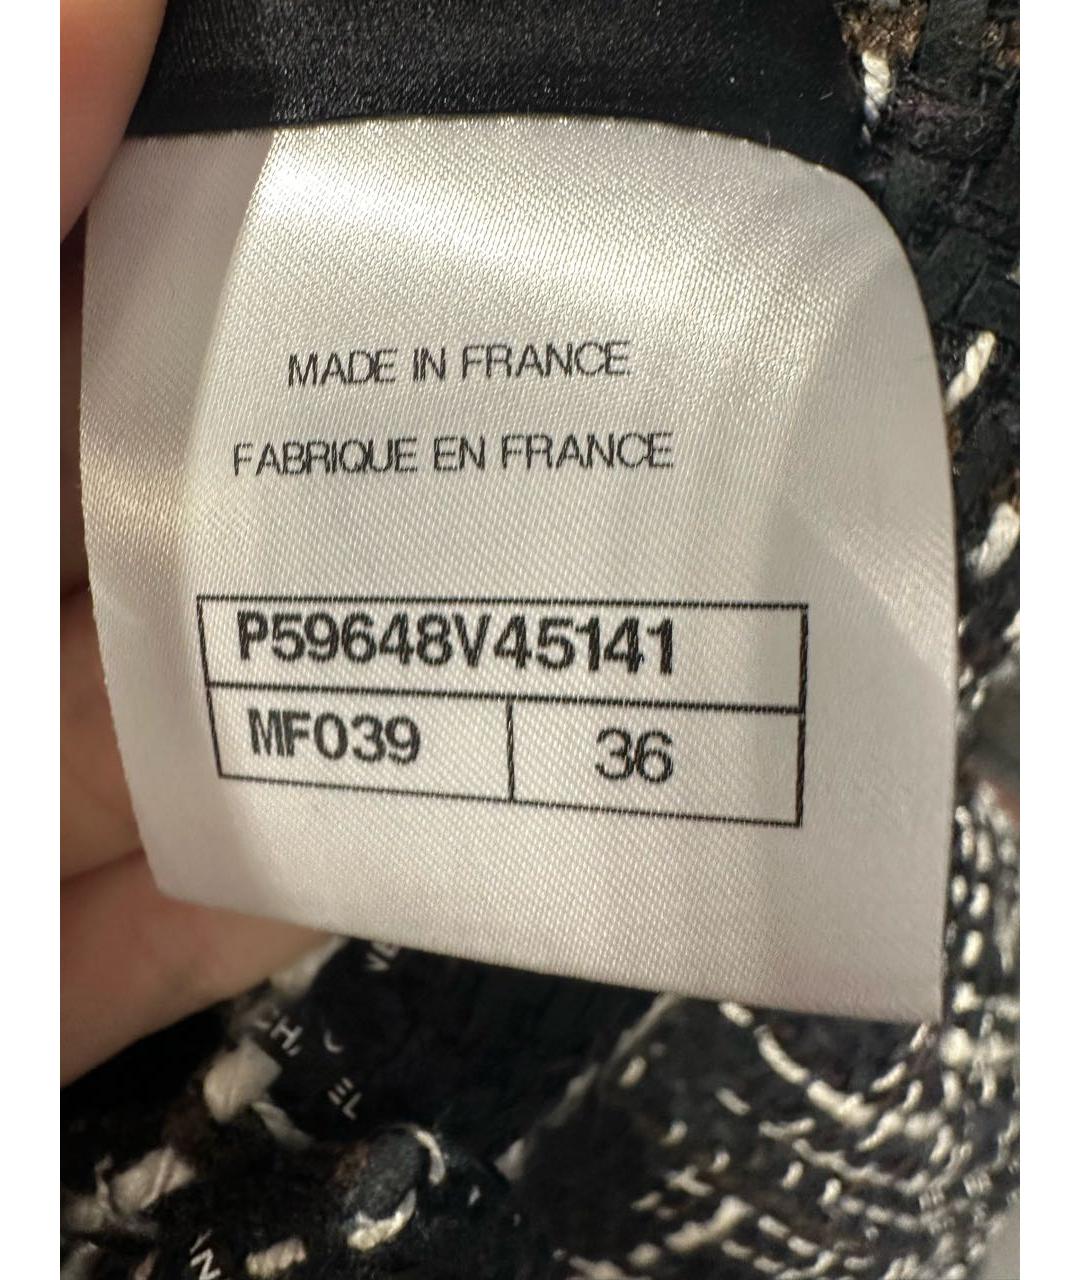 MADE IN FRANCE
FABRIQUE EN FRANCE
P59648V45141
MF039 36